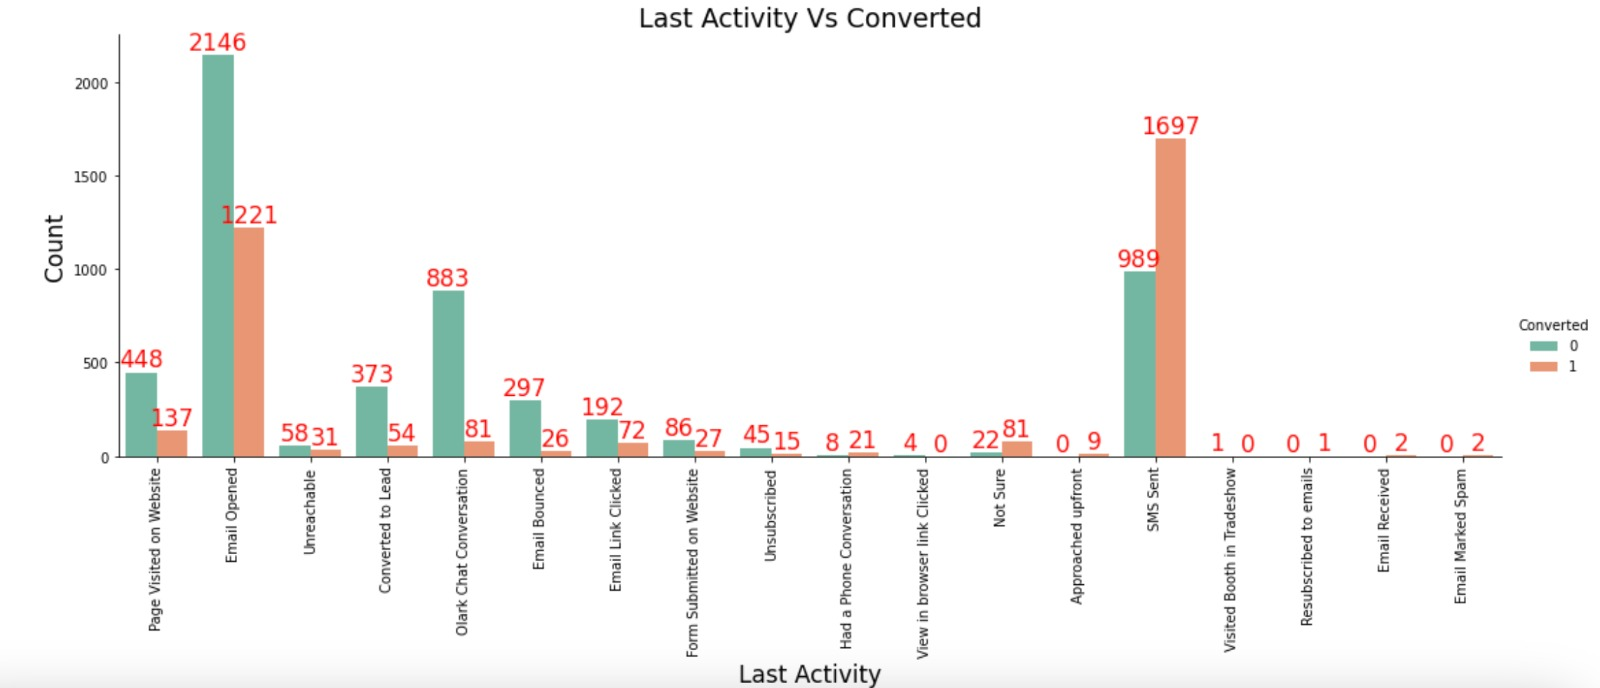 Last Activity Vs Converted
Count
2000
1500
1000
500
0
2146
1221
448
137
58 31
373
54
883
81
297
26
192
72
86
27
45
15
8 21
4 0
22
81
0 9
989
1697
1 0
0 1
0 2
0 2
Page Visited on Website
Email Opened
Unreachable
Converted to Lead
Olark Chat Conversation
Email Bounced
Email Link Clicked
Form Submitted on Website
Unsubscribed
Had a Phone Conversation
View in browser link Clicked
Not Sure
Approached upfront
SMS Sent
Visited Booth in Tradeshow
Resubscribed to emails
Email Received
Email Marked Spam
Last Activity
Converted
0
1